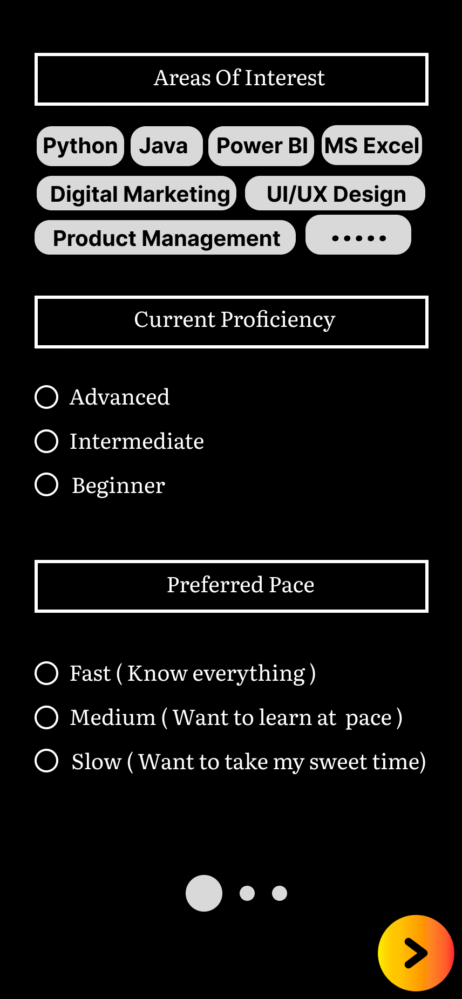 Areas Of Interest
Python Java Power BI MS Excel
Digital Marketing UI/UX Design
Product Management .....
Current Proficiency
Advanced
Intermediate
Beginner
Preferred Pace
Fast ( Know everything )
Medium ( Want to learn at  pace )
Slow ( Want to take my sweet time)